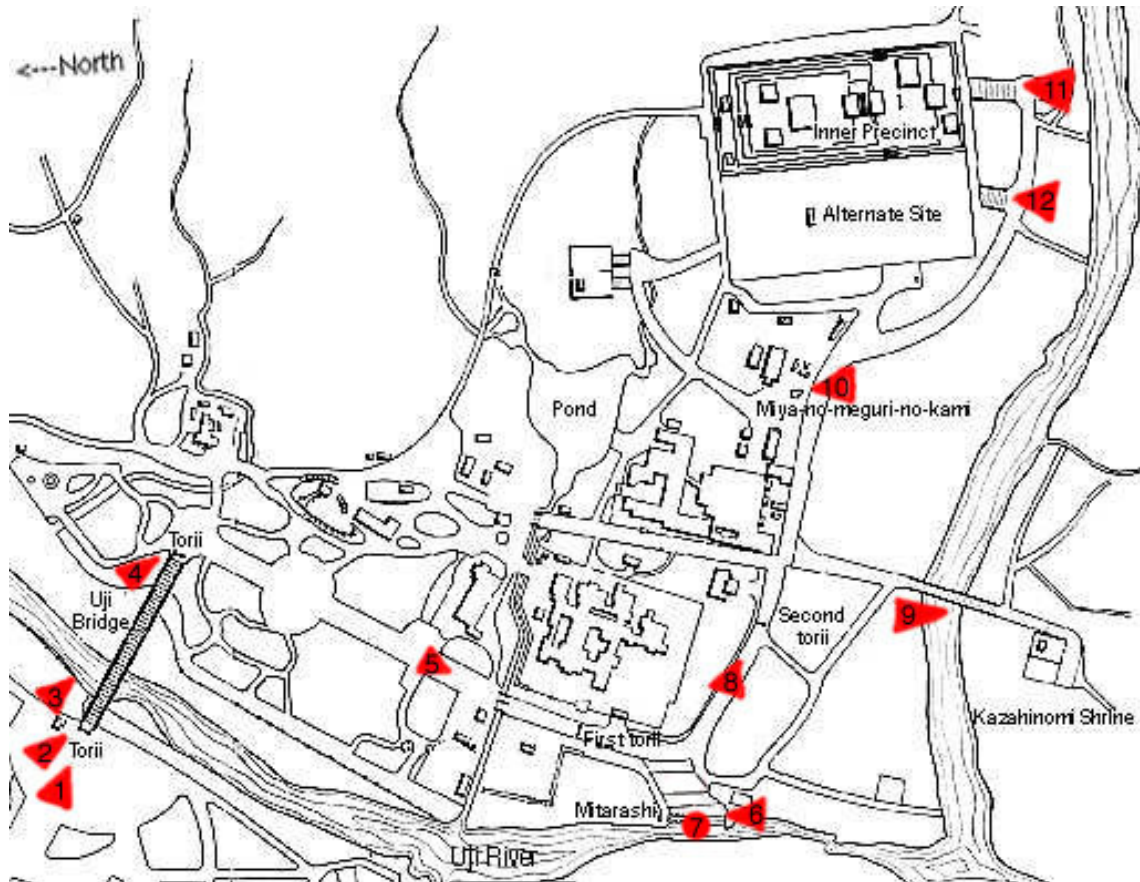 <---North
11
Inner Precinct
12
Alternate Site
10
Miya-no-meguri-no-kami
Pond
Torii
4
Uji
Bridge
9
Second
torii
5
8
3
Kazahinomi Shrine
2
Torii
First torii
1
Mitarashi
6
7
Uji River